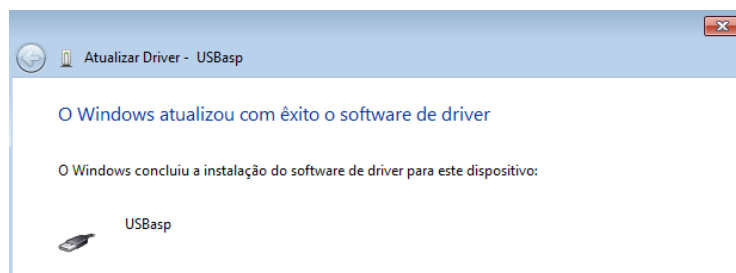 Atualizar Driver - USBasp
O Windows atualizou com êxito o software de driver
O Windows concluiu a instalação do software de driver para este dispositivo:
USBasp